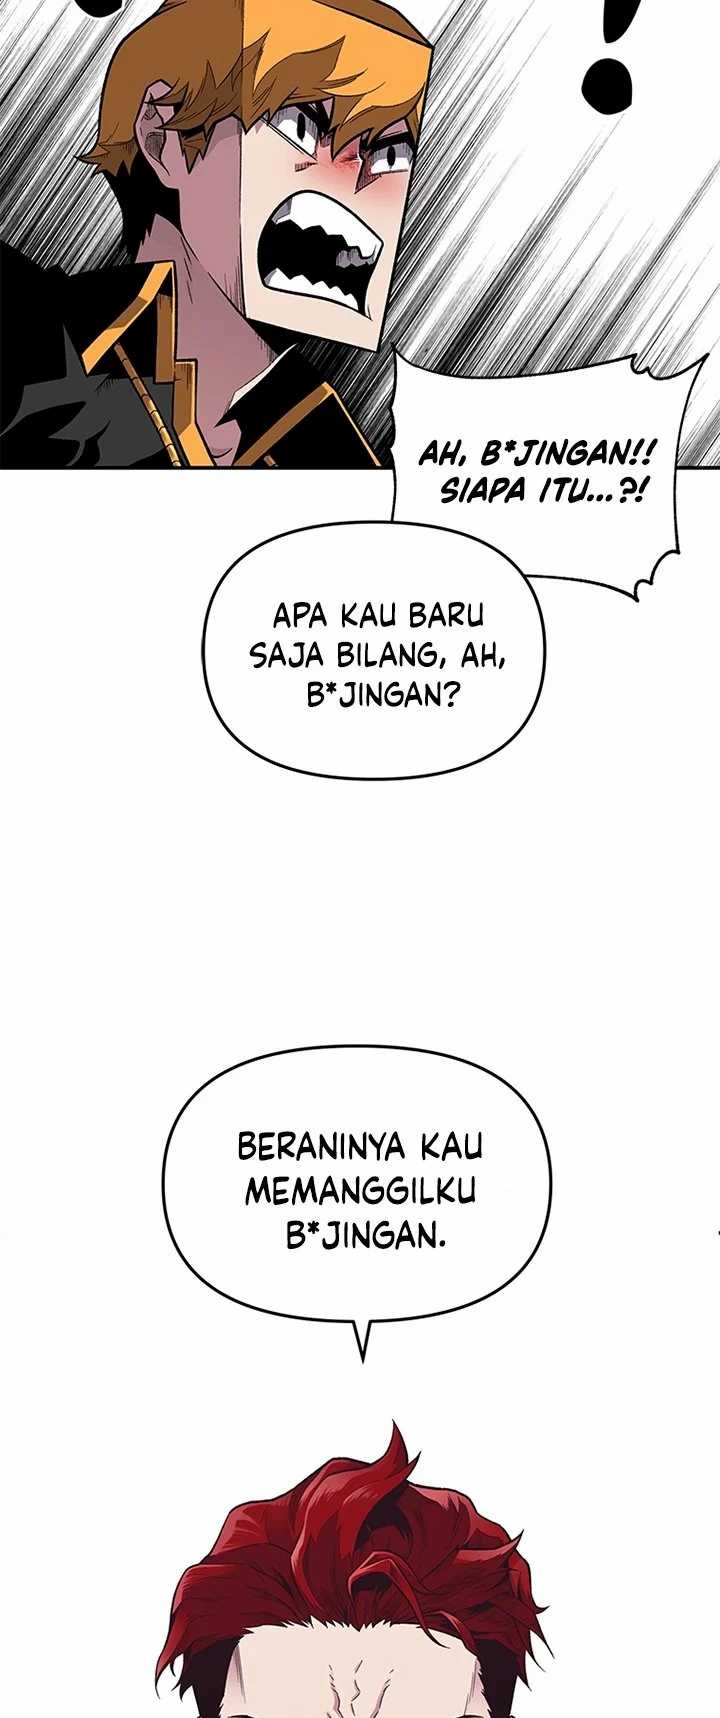 AH, B*JINGAN!!
SIAPA ITU...?!
APA KAU BARU
SAJA BILANG, AH,
B*JINGAN?
BERANINYA KAU
MEMANGGILKU
B*JINGAN.